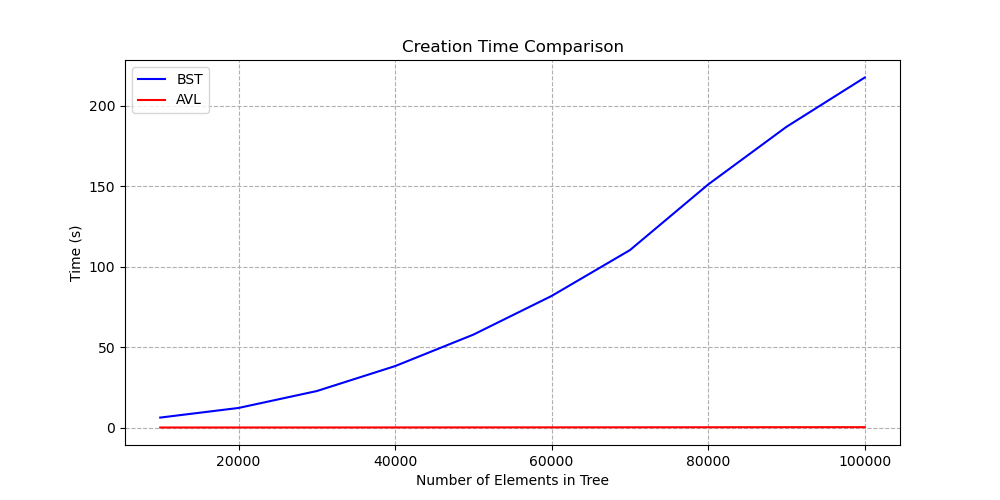 Creation Time Comparison
BST
AVL
Time (s)
200
150
100
50
0
20000 40000 60000 80000 100000
Number of Elements in Tree